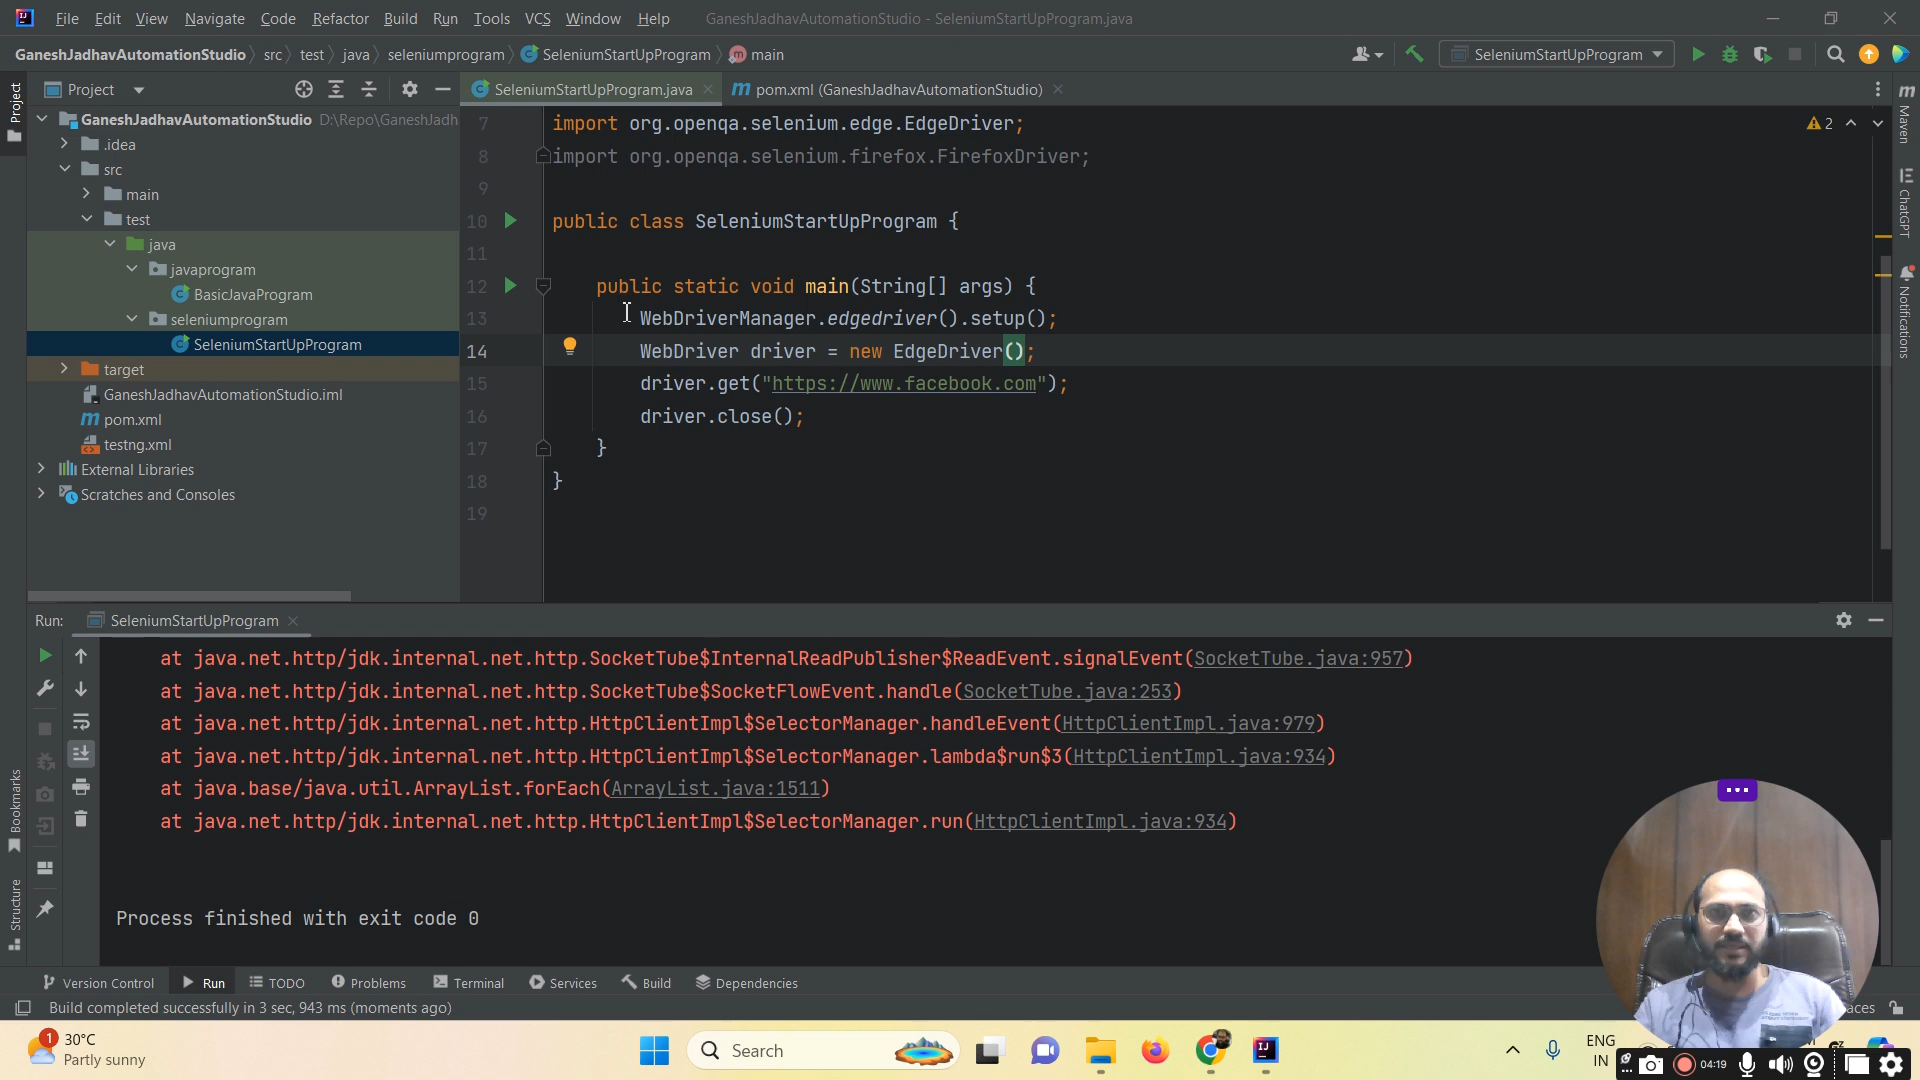 File Edit View Navigate Code Refactor Build Run Tools VCS Window Help GaneshJadhavAutomationStudio - SeleniumStartUpProgram.java
GaneshJadhavAutomationStudio src test java seleniumprogram SeleniumStartUpProgram main SeleniumStartUpProgram
Project SeleniumStartUpProgram.java pom.xml (GaneshJadhavAutomationStudio)
Project
GaneshJadhavAutomationStudio D:\Repo\GaneshJadh
.idea
src
main
test
java
javaprogram
BasicJavaProgram
seleniumprogram
SeleniumStartUpProgram
target
GaneshJadhavAutomationStudio.iml
pom.xml
testng.xml
External Libraries
Scratches and Consoles
7 import org.openqa.selenium.edge.EdgeDriver;
8 import org.openqa.selenium.firefox.FirefoxDriver;
9
10 public class SeleniumStartUpProgram {
11
12 public static void main(String[] args) {
13 WebDriverManager.edgedriver().setup();
14 WebDriver driver = new EdgeDriver();
15 driver.get("https://www.facebook.com");
16 driver.close();
17 }
18 }
19
2
Maven
ChatGPT
Notifications
Run: SeleniumStartUpProgram
at java.net.http/jdk.internal.net.http.SocketTube$InternalReadPublisher$ReadEvent.signalEvent(SocketTube.java:957)
at java.net.http/jdk.internal.net.http.SocketTube$SocketFlowEvent.handle(SocketTube.java:253)
at java.net.http/jdk.internal.net.http.HttpClientImpl$SelectorManager.handleEvent(HttpClientImpl.java:979)
at java.net.http/jdk.internal.net.http.HttpClientImpl$SelectorManager.lambda$run$3(HttpClientImpl.java:934)
at java.base/java.util.ArrayList.forEach(ArrayList.java:1511)
at java.net.http/jdk.internal.net.http.HttpClientImpl$SelectorManager.run(HttpClientImpl.java:934)
Process finished with exit code 0
Bookmarks
Structure
Version Control Run TODO Problems Terminal Services Build Dependencies
Build completed successfully in 3 sec, 943 ms (moments ago)
1
30°C
Partly sunny
Search
ENG
IN
04:19